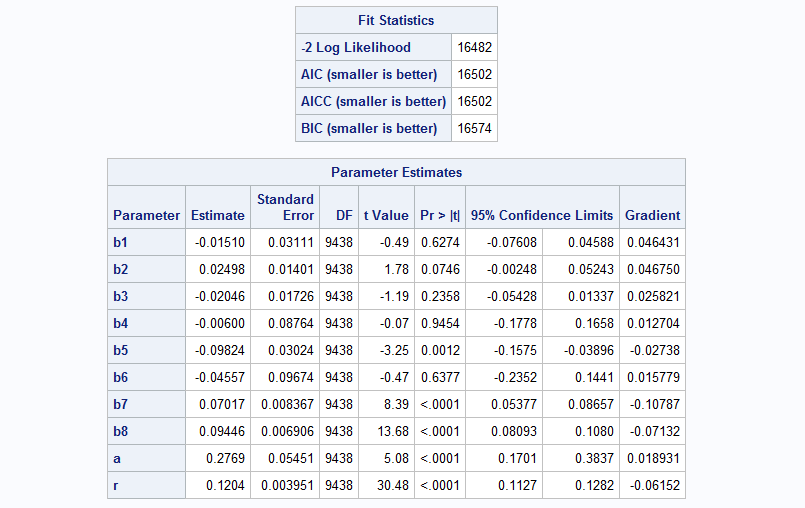 Fit Statistics
-2 Log Likelihood 16482
AIC (smaller is better) 16502
AICC (smaller is better) 16502
BIC (smaller is better) 16574
Parameter Estimates
Parameter Estimate Standard Error DF t Value Pr > |t| 95% Confidence Limits Gradient
b1 -0.01510 0.03111 9438 -0.49 0.6274 -0.07608 0.04588 0.046431
b2 0.02498 0.01401 9438 1.78 0.0746 -0.00248 0.05243 0.046750
b3 -0.02046 0.01726 9438 -1.19 0.2358 -0.05428 0.01337 0.025821
b4 -0.00600 0.08764 9438 -0.07 0.9454 -0.1778 0.1658 0.012704
b5 -0.09824 0.03024 9438 -3.25 0.0012 -0.1575 -0.03896 -0.02738
b6 -0.04557 0.09674 9438 -0.47 0.6377 -0.2352 0.1441 0.015779
b7 0.07017 0.008367 9438 8.39 <.0001 0.05377 0.08657 -0.10787
b8 0.09446 0.006906 9438 13.68 <.0001 0.08093 0.1080 -0.07132
a 0.2769 0.05451 9438 5.08 <.0001 0.1701 0.3837 0.018931
r 0.1204 0.003951 9438 30.48 <.0001 0.1127 0.1282 -0.06152